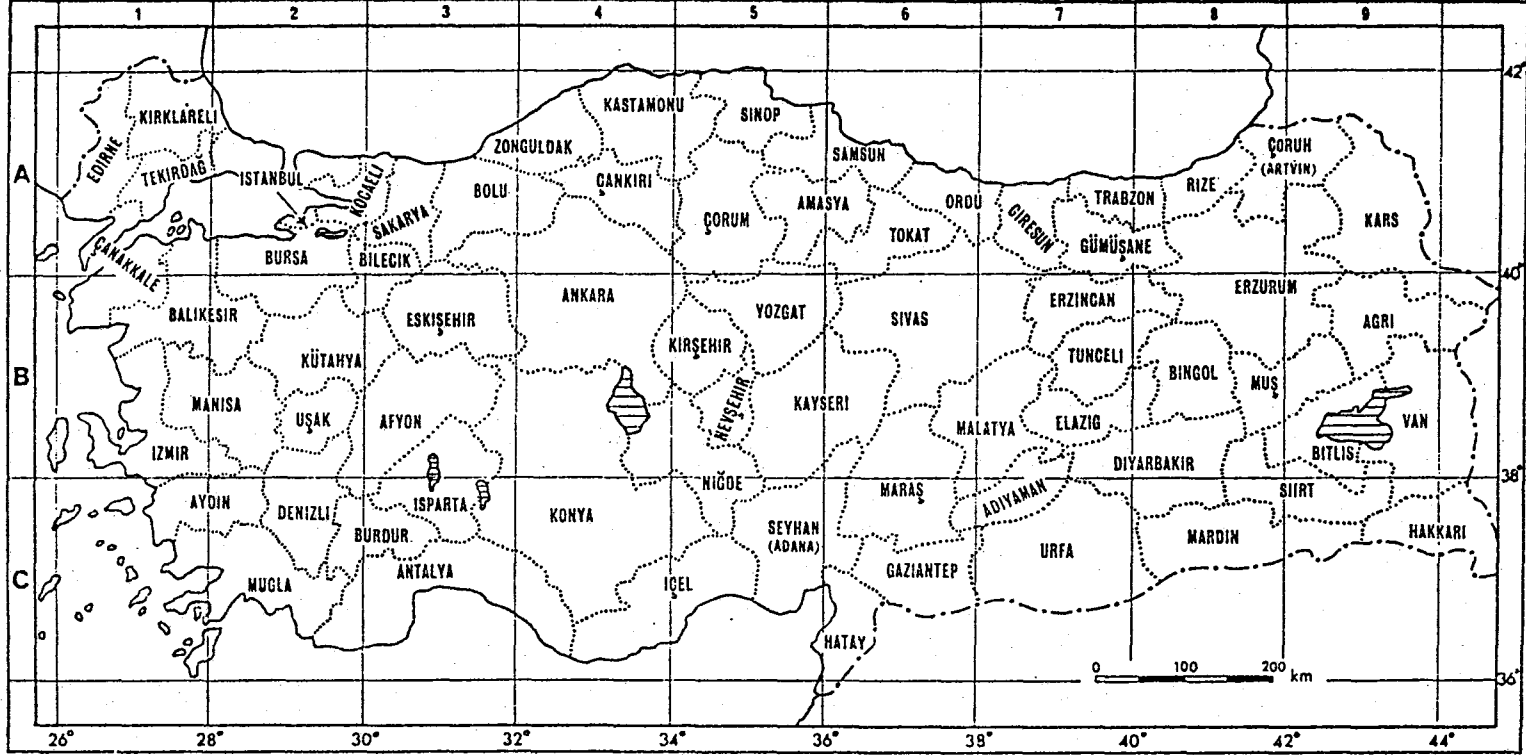 1 2 3 4 5 6 7 8 9
42°
KASTAMONU
SINOP
KIRKLARELI
ZONGULDAK
ÇORUH
(ARTVIN)
EDIRNE
SAMSUN
A
TEKIRDAĞ
ISTANBUL
KOCAELI
BOLU
ÇANKIRI
RIZE
TRABZON
AMASYA
ORDU
ÇORUM
GIRESUN
KARS
SAKARYA
TOKAT
GÜMÜŞANE
ÇANAKKALE
BURSA
BILECIK
40°
ANKARA
ERZURUM
ERZINCAN
BALIKESIR
ESKIŞEHIR
YOZGAT
SIVAS
AGRI
KIRŞEHIR
TUNCELI
KÜTAHYA
BINGOL
B
MUŞ
MANISA
NEVŞEHIR
KAYSERI
UŞAK
AFYON
ELAZIG
VAN
MALATYA
IZMIR
BITLIS
DIYARBAKIR
38°
NIĞDE
MARAŞ
ADIYAMAN
SIIRT
AYDIN
ISPARTA
DENIZLI
KONYA
SEYHAN
(ADANA)
BURDUR
MARDIN
HAKKARI
URFA
ANTALYA
GAZIANTEP
C
MUGLA
IÇEL
HATAY
0 100 200 km
36°
26° 28° 30° 32° 34° 36° 38° 40° 42° 44°